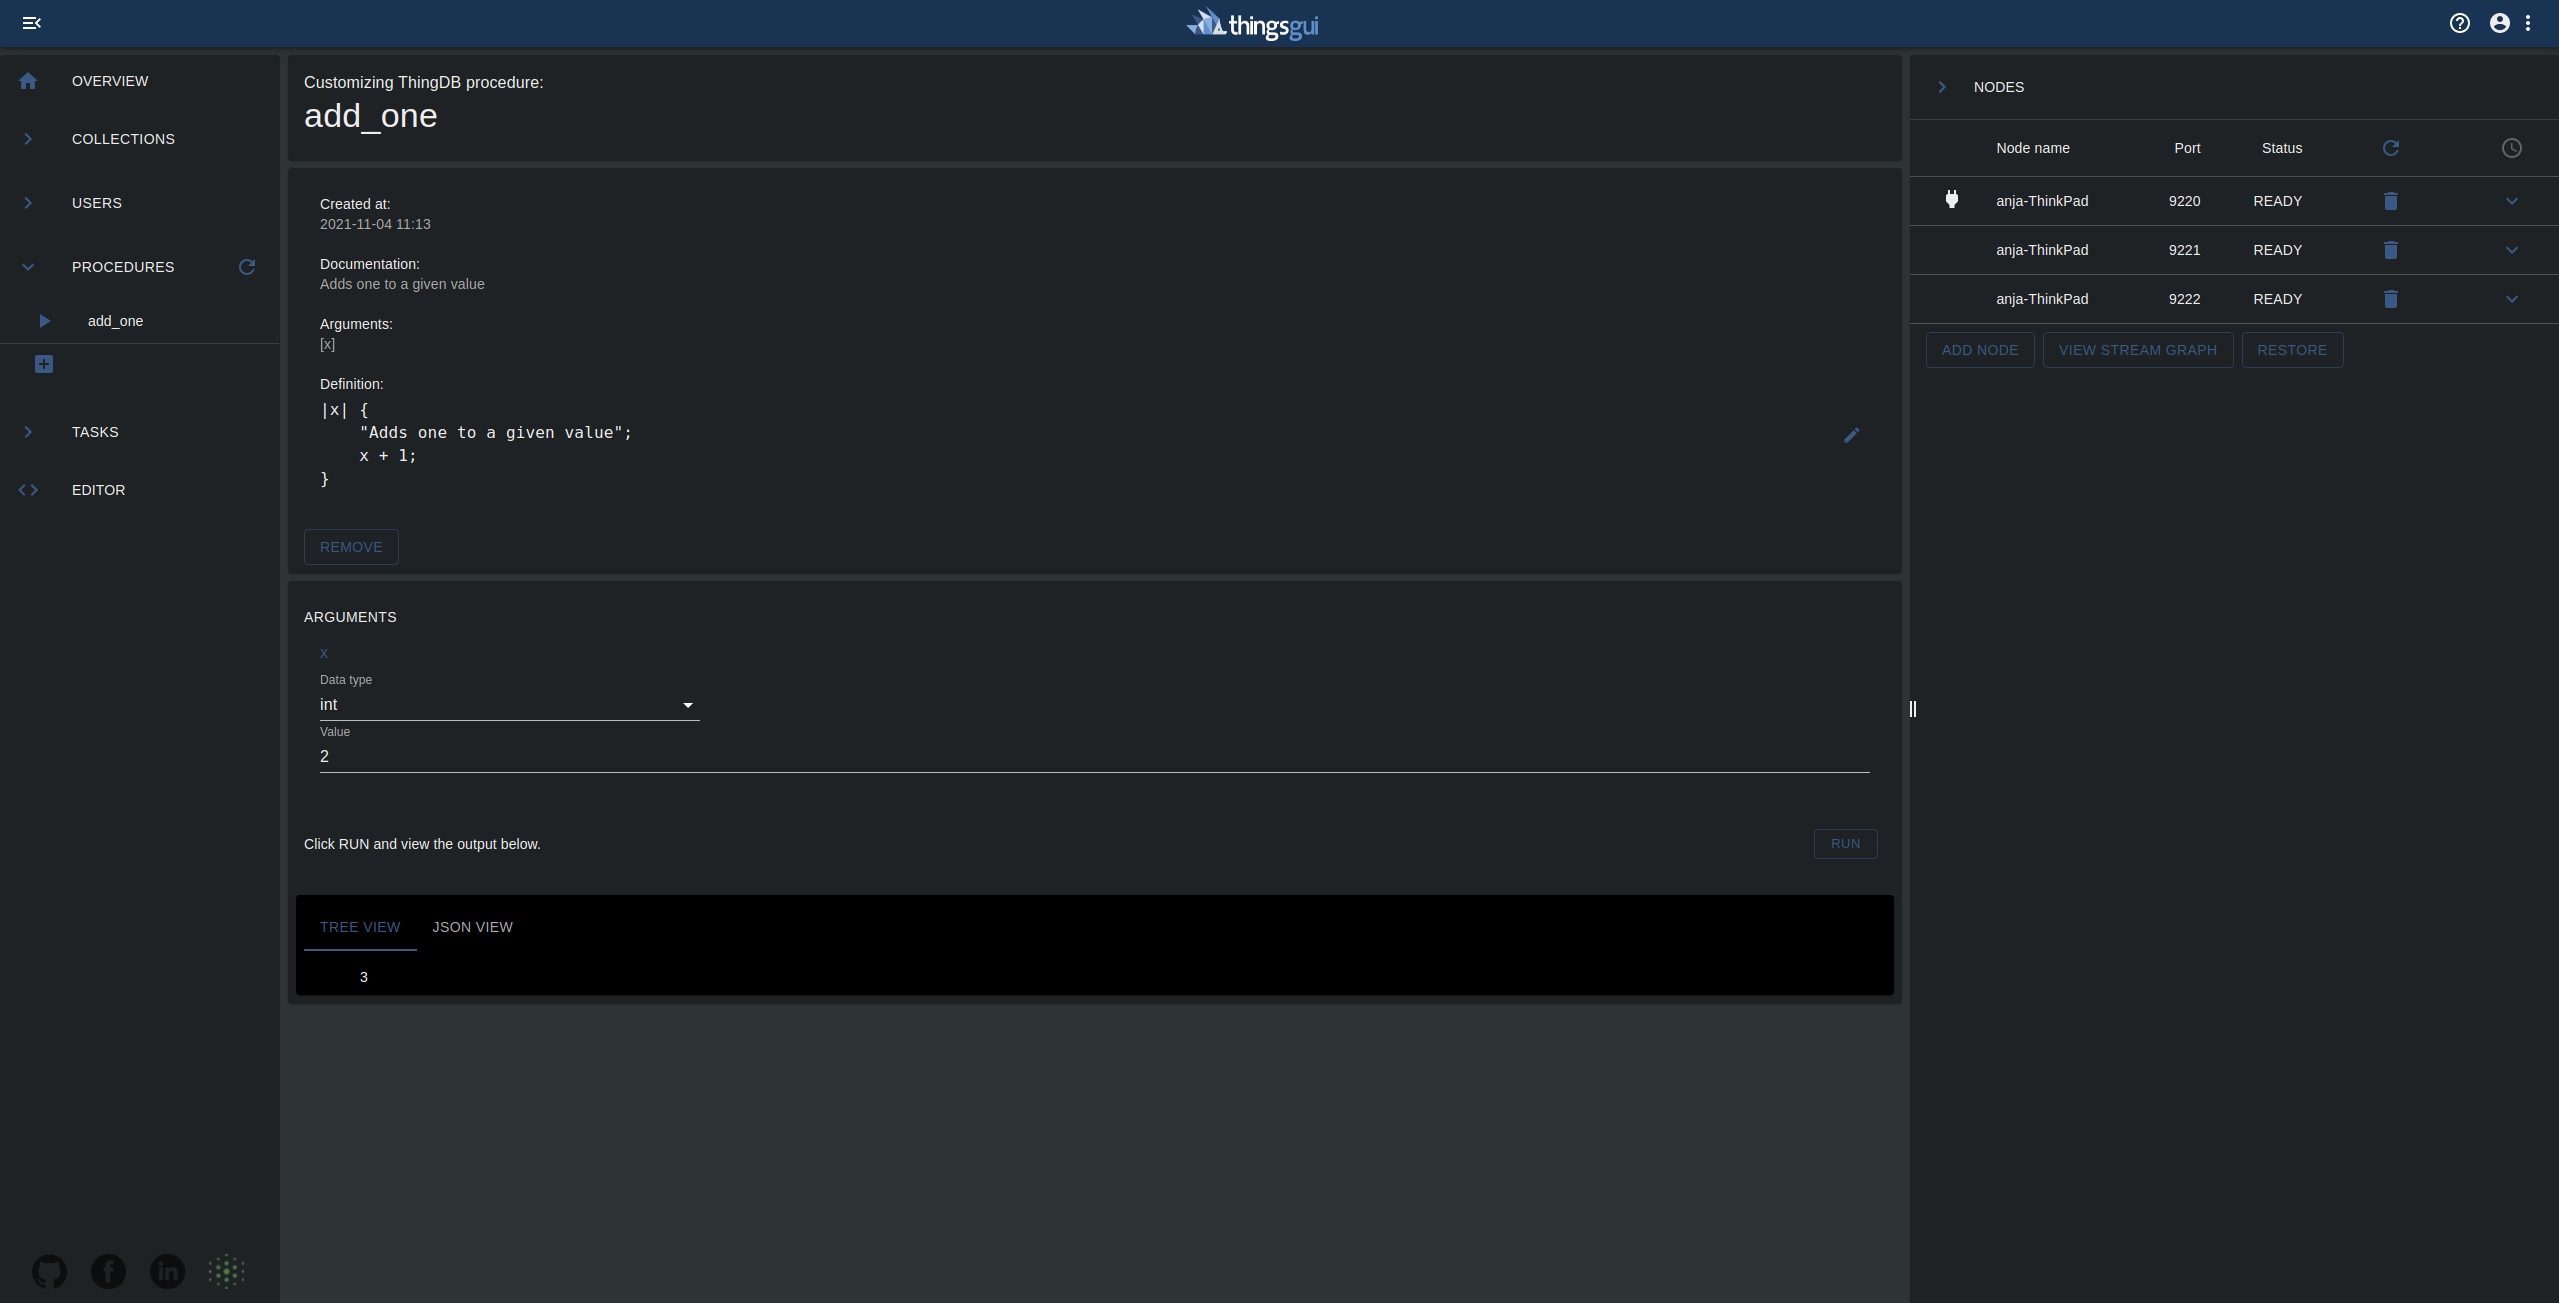 thingsgui
OVERVIEW
COLLECTIONS
USERS
PROCEDURES
add_one
TASKS
EDITOR
Customizing ThingDB procedure:
add_one
Created at:
2021-11-04 11:13
Documentation:
Adds one to a given value
Arguments:
[x]
Definition:
|x| {
    "Adds one to a given value";
    x + 1;
}
REMOVE
ARGUMENTS
X
Data type
int
Value
2
Click RUN and view the output below.
RUN
TREE VIEW JSON VIEW
3
NODES
Node name Port Status
anja-ThinkPad 9220 READY
anja-ThinkPad 9221 READY
anja-ThinkPad 9222 READY
ADD NODE VIEW STREAM GRAPH RESTORE